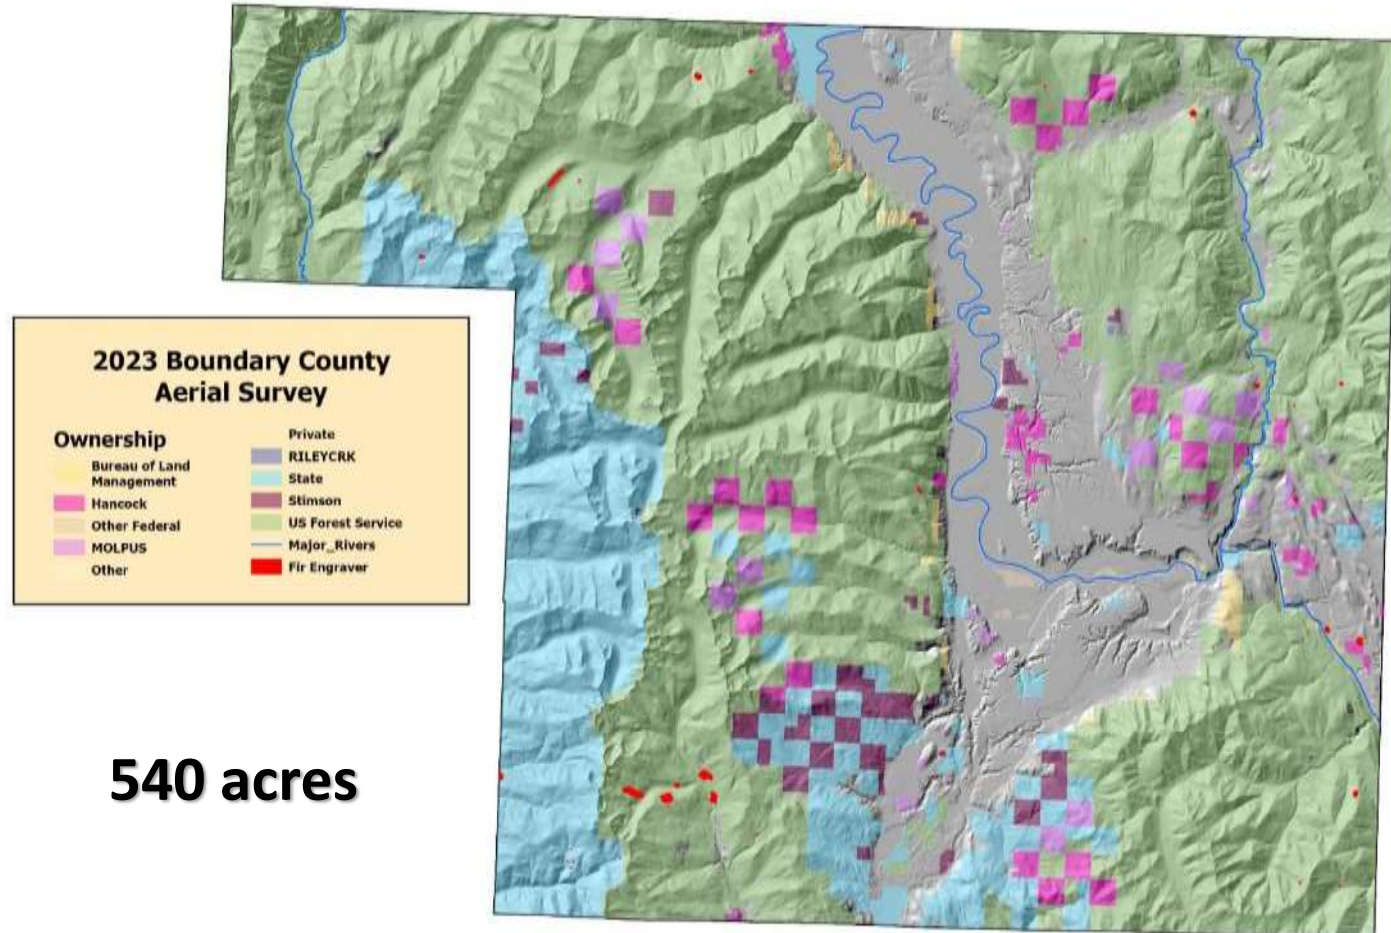 2023 Boundary County
Aerial Survey
Ownership
Bureau of Land
Management
Hancock
Other Federal
MOLPUS
Other
Private
RILEYCRK
State
Stimson
US Forest Service
Major_Rivers
Fir Engraver
540 acres